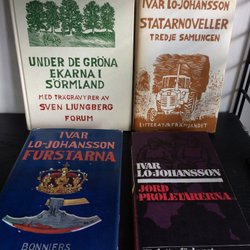 UNDER DE GRÖNA
EKARNA I
SÖRMLAND
MED TRÄGRAVYRER AV
SVEN LJUNGBERG
FORUM
IVAR LO-JOHANSSON
STATARNOVELLER
TREDJE SAMLINGEN
LITTERATURFRÄMJANDET
IVAR
LO-JOHANSSON
FURSTARNA
BONNIERS
IVAR
LO-JOHANSSON
JORD
PROLETÄRERNA